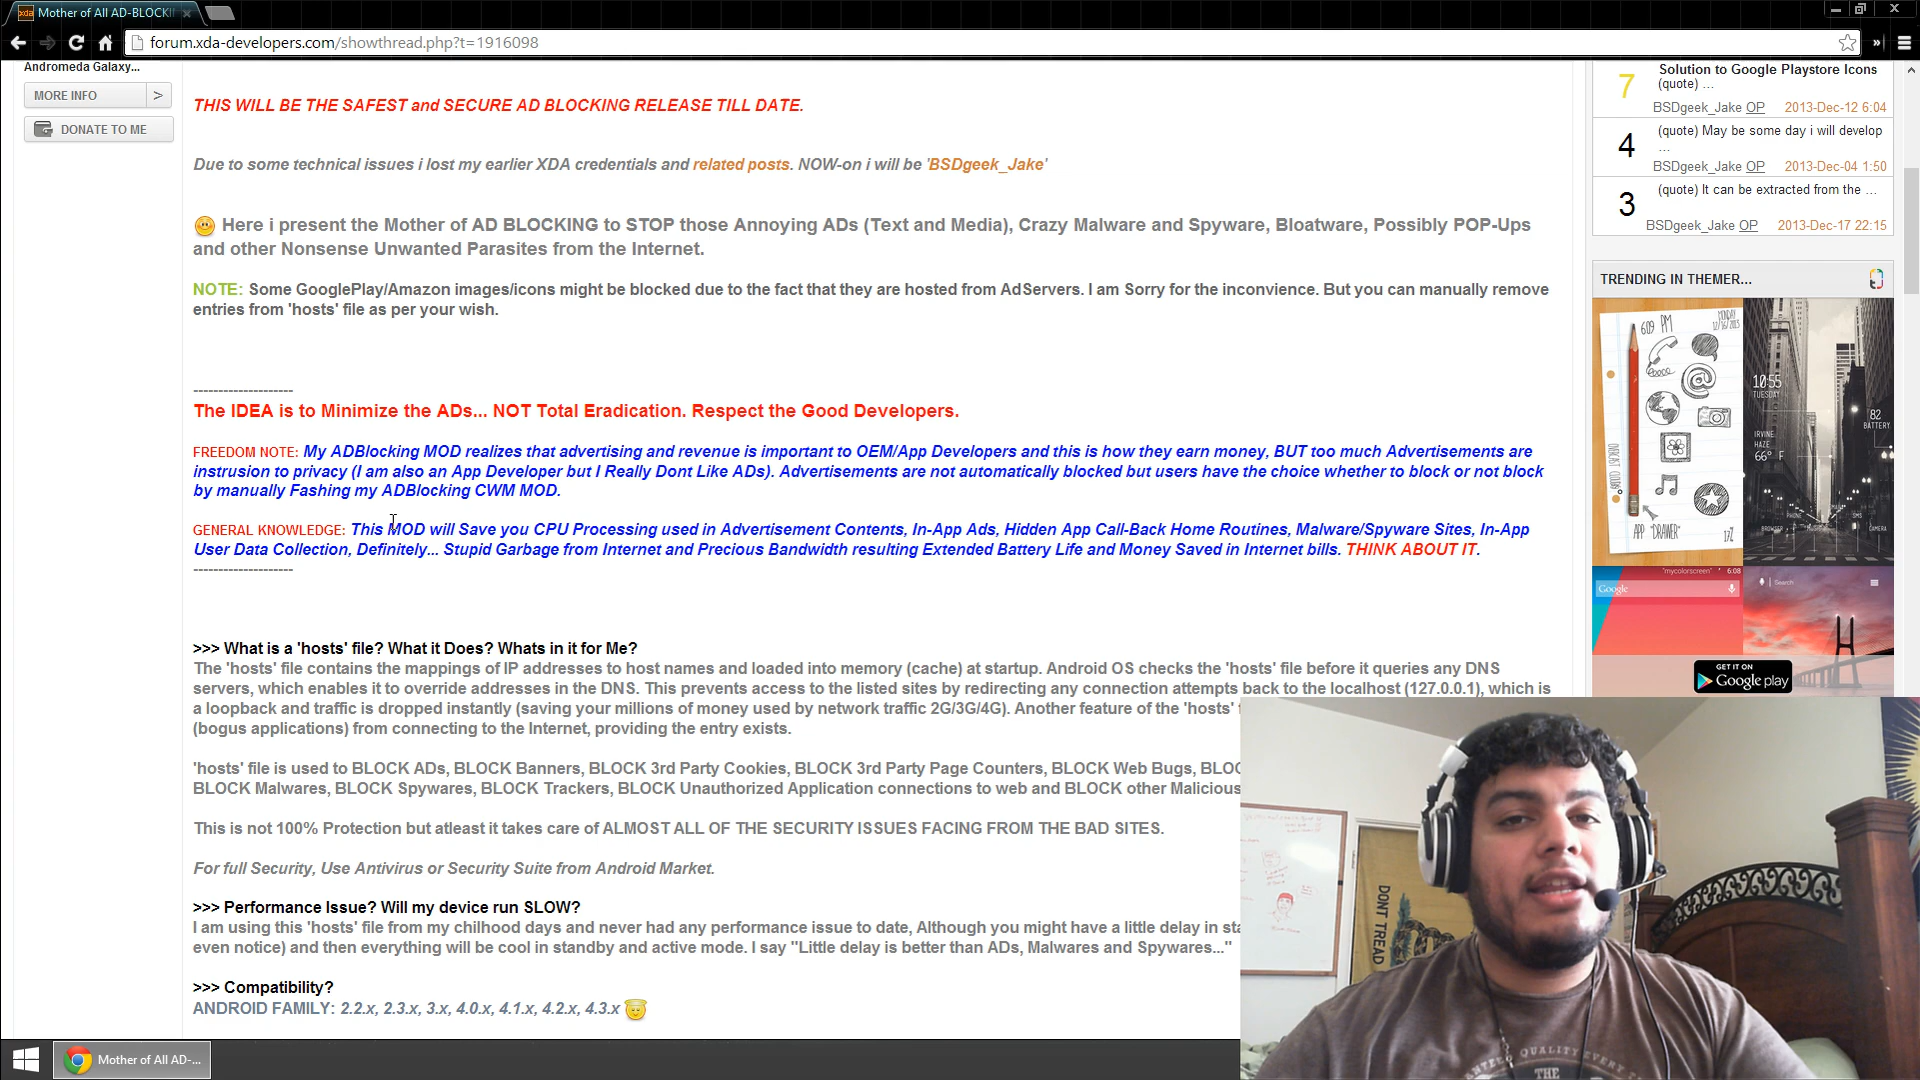 Mother of All AD-BLOCKI
forum.xda-developers.com/showthread.php?t=1916098
Andromeda Galaxy...
MORE INFO >
DONATE TO ME
THIS WILL BE THE SAFEST and SECURE AD BLOCKING RELEASE TILL DATE.
Due to some technical issues i lost my earlier XDA credentials and related posts. NOW-on i will be 'BSDgeek_Jake'
Here i present the Mother of AD BLOCKING to STOP those Annoying ADs (Text and Media), Crazy Malware and Spyware, Bloatware, Possibly POP-Ups
and other Nonsense Unwanted Parasites from the Internet.
NOTE: Some GooglePlay/Amazon images/icons might be blocked due to the fact that they are hosted from AdServers. I am Sorry for the inconvience. But you can manually remove
entries from 'hosts' file as per your wish.
--------------------
The IDEA is to Minimize the ADs... NOT Total Eradication. Respect the Good Developers.
FREEDOM NOTE: My ADBlocking MOD realizes that advertising and revenue is important to OEM/App Developers and this is how they earn money, BUT too much Advertisements are
instrusion to privacy (I am also an App Developer but I Really Dont Like ADs). Advertisements are not automatically blocked but users have the choice whether to block or not block
by manually Fashing my ADBlocking CWM MOD.
GENERAL KNOWLEDGE: This MOD will Save you CPU Processing used in Advertisement Contents, In-App Ads, Hidden App Call-Back Home Routines, Malware/Spyware Sites, In-App
User Data Collection, Definitely... Stupid Garbage from Internet and Precious Bandwidth resulting Extended Battery Life and Money Saved in Internet bills. THINK ABOUT IT.
--------------------
>>> What is a 'hosts' file? What it Does? Whats in it for Me?
The 'hosts' file contains the mappings of IP addresses to host names and loaded into memory (cache) at startup. Android OS checks the 'hosts' file before it queries any DNS
servers, which enables it to override addresses in the DNS. This prevents access to the listed sites by redirecting any connection attempts back to the localhost (127.0.0.1), which is
a loopback and traffic is dropped instantly (saving your millions of money used by network traffic 2G/3G/4G). Another feature of the 'hosts'
(bogus applications) from connecting to the Internet, providing the entry exists.
'hosts' file is used to BLOCK ADs, BLOCK Banners, BLOCK 3rd Party Cookies, BLOCK 3rd Party Page Counters, BLOCK Web Bugs, BLOC
BLOCK Malwares, BLOCK Spywares, BLOCK Trackers, BLOCK Unauthorized Application connections to web and BLOCK other Malicious
This is not 100% Protection but atleast it takes care of ALMOST ALL OF THE SECURITY ISSUES FACING FROM THE BAD SITES.
For full Security, Use Antivirus or Security Suite from Android Market.
>>> Performance Issue? Will my device run SLOW?
I am using this 'hosts' file from my chilhood days and never had any performance issue to date, Although you might have a little delay in sta
even notice) and then everything will be cool in standby and active mode. I say "Little delay is better than ADs, Malwares and Spywares..."
>>> Compatibility?
ANDROID FAMILY: 2.2.x, 2.3.x, 3.x, 4.0.x, 4.1.x, 4.2.x, 4.3.x
7 Solution to Google Playstore Icons
(quote) ...
BSDgeek_Jake OP 2013-Dec-12 6:04
4 (quote) May be some day i will develop
...
BSDgeek_Jake OP 2013-Dec-04 1:50
3 (quote) It can be extracted from the ...
BSDgeek_Jake OP 2013-Dec-17 22:15
TRENDING IN THEMER...
6:09 PM
MONDAY
12/16/2013
APP "DRAWER"
17%
10:55
TUESDAY
82
BATTERY
IRVINE
HAZE
66° F
"mycolorscreen" 6:08
Google
Search
GET IT ON
Google play
DONT TREAD
QUALITY
THE
Mother of All AD-...